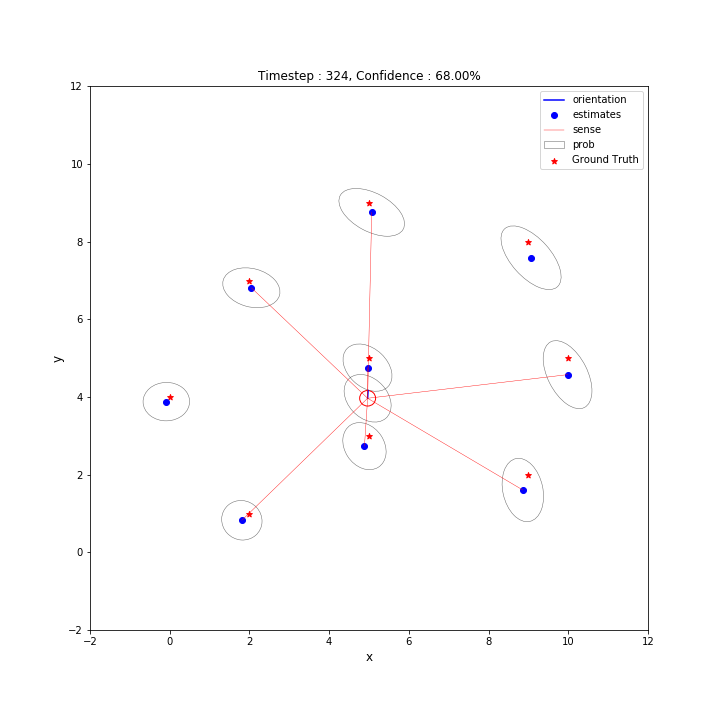 Timestep : 324, Confidence : 68.00%
orientation
estimates
sense
prob
Ground Truth
12
10
8
6
4
2
0
−2
y
−2 0 2 4 6 8 10 12
x